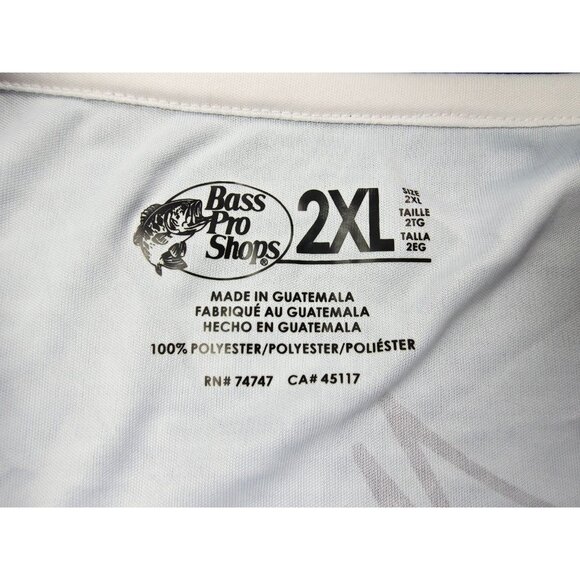 Bass
Pro
Shops®
2XL
SIZE
2XL
TAILLE
2TG
TALLA
2EG
MADE IN GUATEMALA
FABRIQUÉ AU GUATEMALA
HECHO EN GUATEMALA
100% POLYESTER/POLYESTER/POLIÉSTER
RN# 74747 CA# 45117